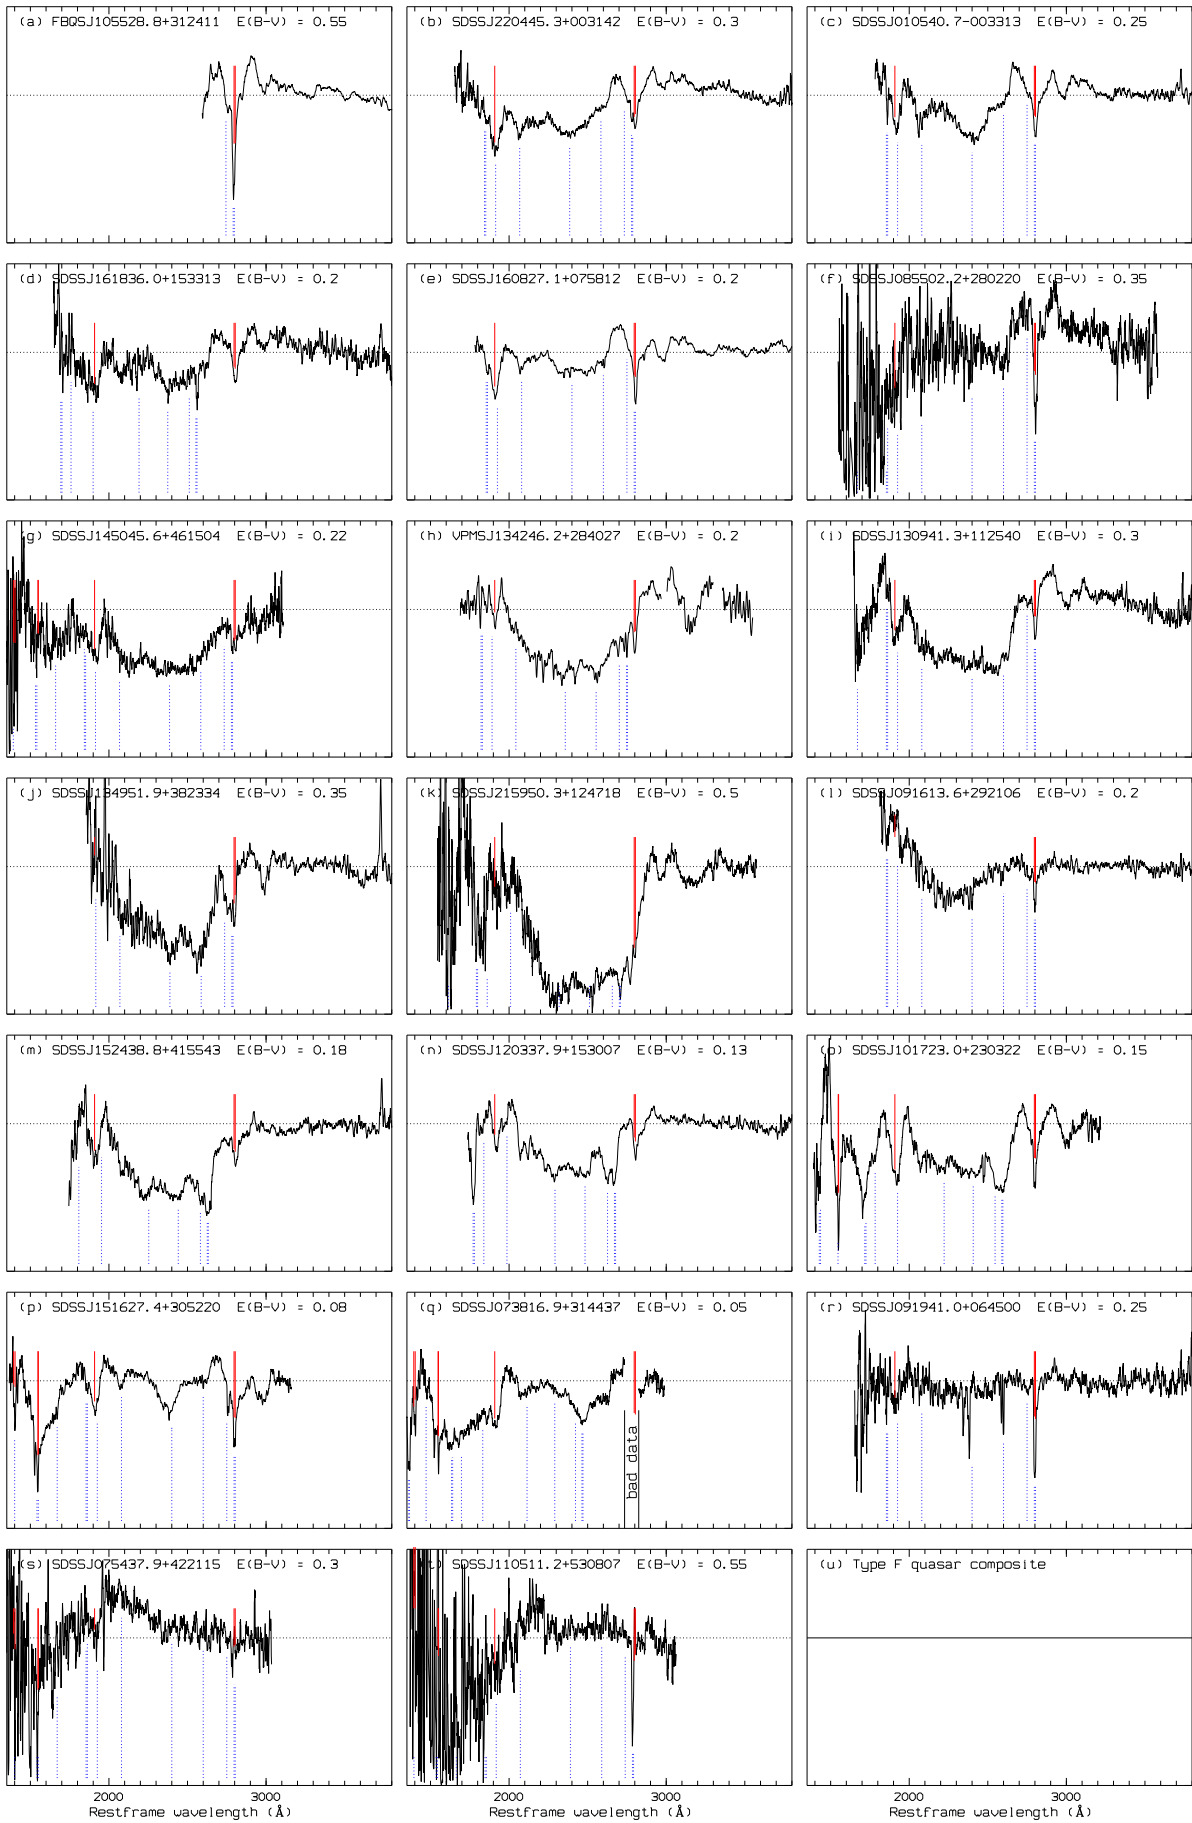 (a) FBQSJ105528.8+312411 E(B-V) = 0.55
(b) SDSSJ220445.3+003142 E(B-V) = 0.3
(c) SDSSJ010540.7-003313 E(B-V) = 0.25
(d) SDSSJ161836.0+153313 E(B-V) = 0.2
(e) SDSSJ160827.1+075812 E(B-V) = 0.2
(f) SDSSJ085502.2+280220 E(B-V) = 0.35
(g) SDSSJ145045.6+461504 E(B-V) = 0.22
(h) VPMSJ134246.2+284027 E(B-V) = 0.2
(i) SDSSJ130941.3+112540 E(B-V) = 0.3
(j) SDSSJ134951.9+382334 E(B-V) = 0.35
(k) SDSSJ215950.3+124718 E(B-V) = 0.5
(l) SDSSJ091613.6+292106 E(B-V) = 0.2
(m) SDSSJ152438.8+415543 E(B-V) = 0.18
(n) SDSSJ120337.9+153007 E(B-V) = 0.13
(o) SDSSJ101723.0+230322 E(B-V) = 0.15
(p) SDSSJ151627.4+305220 E(B-V) = 0.08
(q) SDSSJ073816.9+314437 E(B-V) = 0.05
bad data
(r) SDSSJ091941.0+064500 E(B-V) = 0.25
(s) SDSSJ075437.9+422115 E(B-V) = 0.3
(t) SDSSJ110511.2+530807 E(B-V) = 0.55
(u) Type F quasar composite
2000 3000
2000 3000
2000 3000
Restframe wavelength (Å)
Restframe wavelength (Å)
Restframe wavelength (Å)